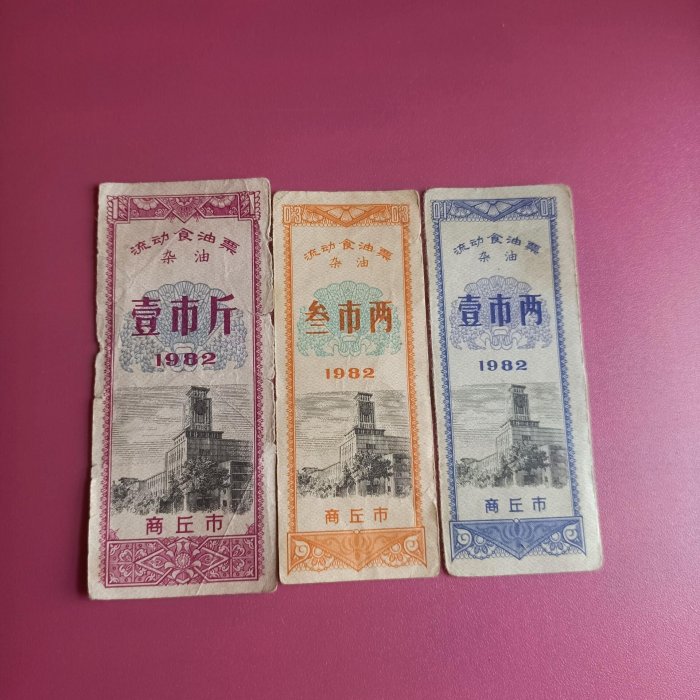 1
流动食油票
杂油
壹市斤
1982
商丘市
03 03
流动食油票
杂油
叁市两
1982
商丘市
01 01
流动食油票
杂油
壹市两
1982
商丘市